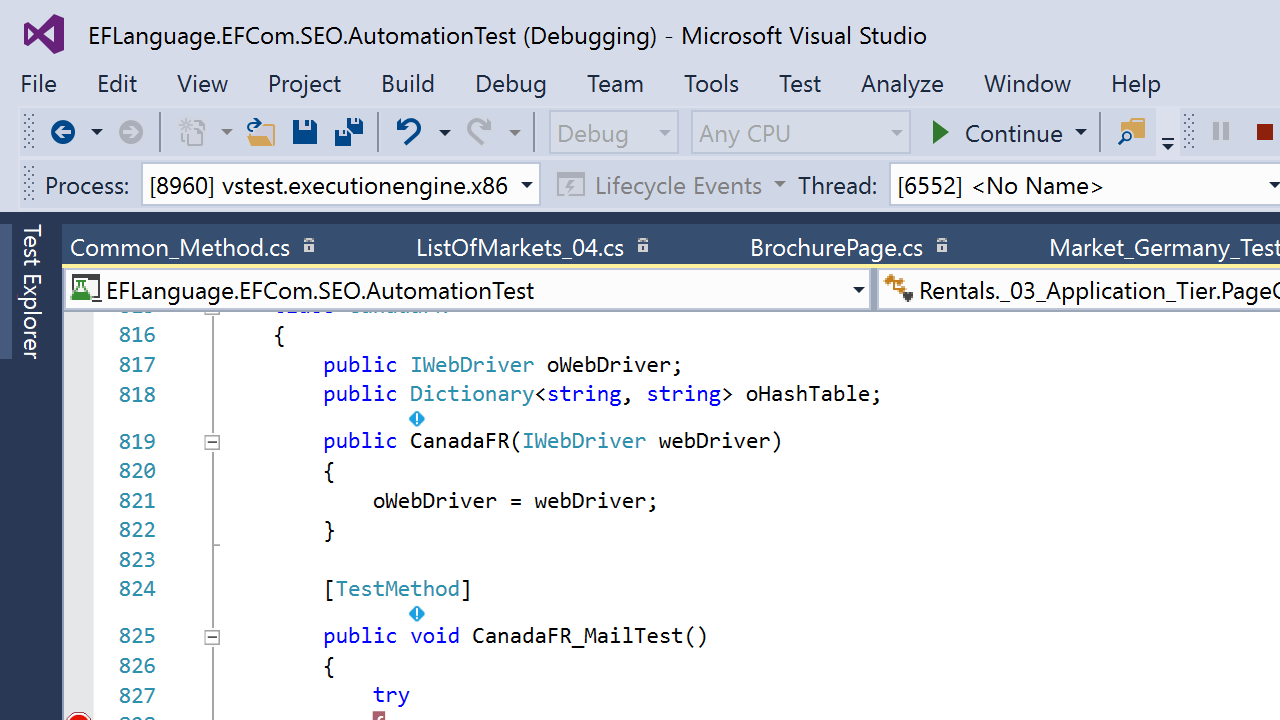 EFLanguage.EFCom.SEO.AutomationTest (Debugging) - Microsoft Visual Studio
File Edit View Project Build Debug Team Tools Test Analyze Window Help
Debug Any CPU Continue
Process: [8960] vstest.executionengine.x86 Lifecycle Events Thread: [6552] <No Name>
Test Explorer
Common_Method.cs ListOfMarkets_04.cs BrochurePage.cs Market_Germany_Test
EFLanguage.EFCom.SEO.AutomationTest Rentals._03_Application_Tier.Page
816 {
817 public IWebDriver oWebDriver;
818 public Dictionary<string, string> oHashTable;
819 public CanadaFR(IWebDriver webDriver)
820 {
821 oWebDriver = webDriver;
822 }
823
824 [TestMethod]
825 public void CanadaFR_MailTest()
826 {
827 try